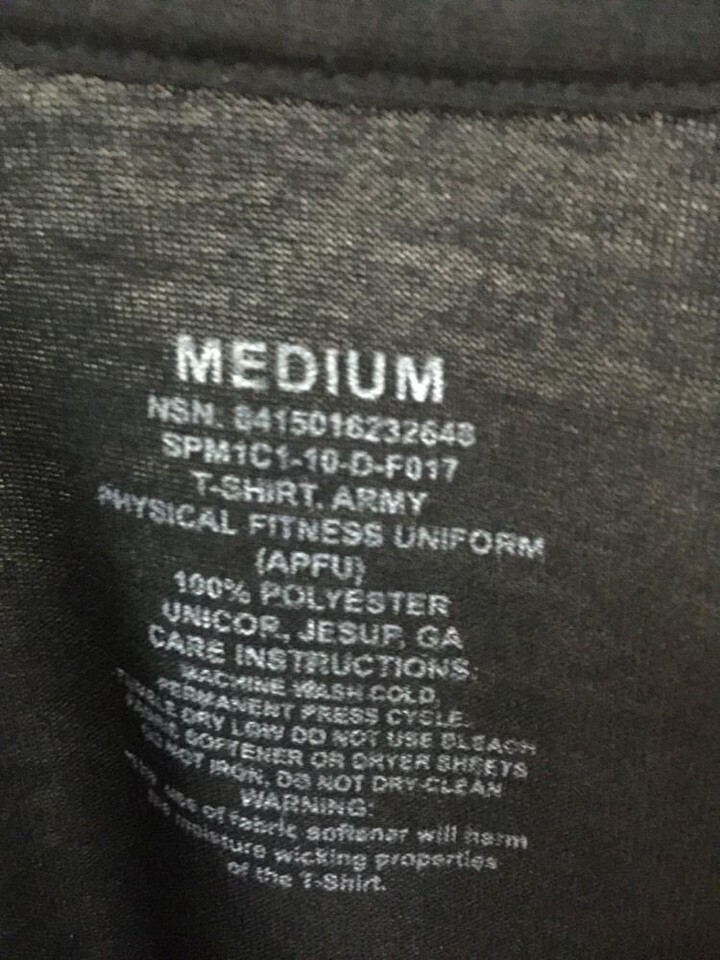 MEDIUM
NSN: 8415016232648
SPM1C1-10-D-F017
T-SHIRT, ARMY
PHYSICAL FITNESS UNIFORM
(APFU)
100% POLYESTER
UNICOR, JESUP, GA
CARE INSTRUCTIONS:
MACHINE WASH COLD,
PERMANENT PRESS CYCLE.
DRY LOW DO NOT USE BLEACH
SOFTENER OR DRYER SHEETS
DO NOT IRON, DO NOT DRY-CLEAN
WARNING:
use of fabric softener will harm
the moisture wicking properties
of the T-Shirt.